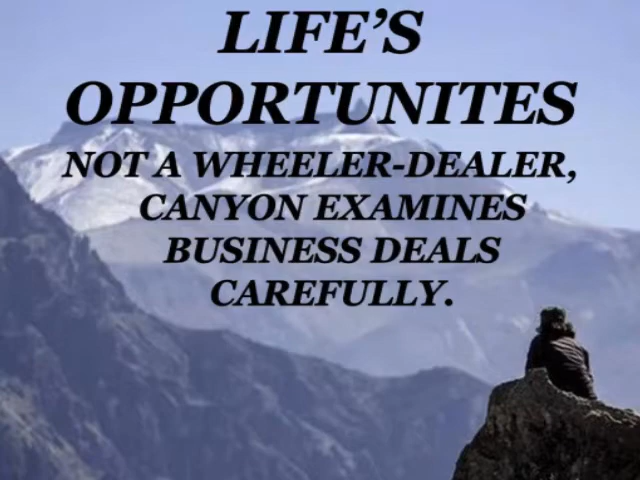 LIFE’S
OPPORTUNITES
NOT A WHEELER-DEALER,
CANYON EXAMINES
BUSINESS DEALS
CAREFULLY.